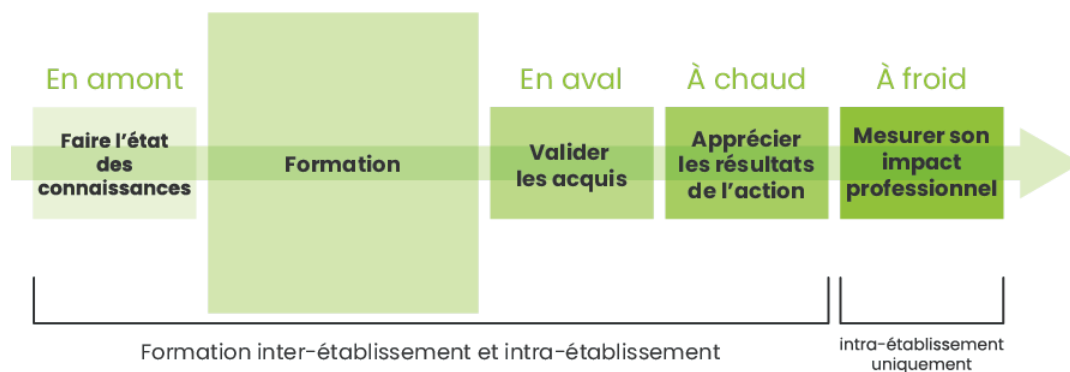 En amont
Faire l'état
des
connaissances
Formation
En aval
Valider
les acquis
À chaud
Apprécier
les résultats
de l'action
À froid
Mesurer son
impact
professionnel
Formation inter-établissement et intra-établissement
intra-établissement
uniquement